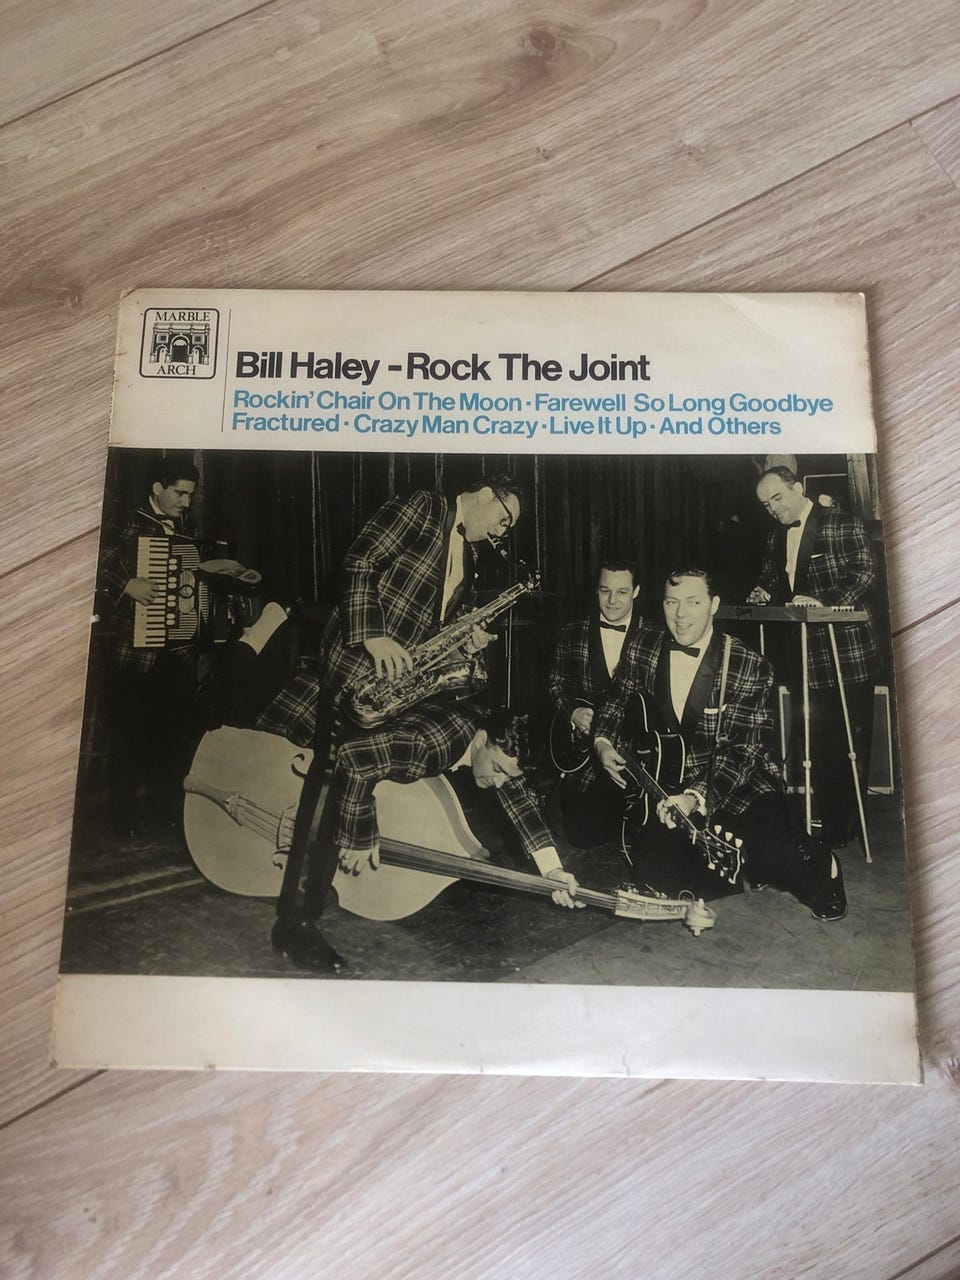 MARBLE
ARCH
Bill Haley - Rock The Joint
Rockin' Chair On The Moon · Farewell So Long Goodbye
Fractured · Crazy Man Crazy · Live It Up · And Others